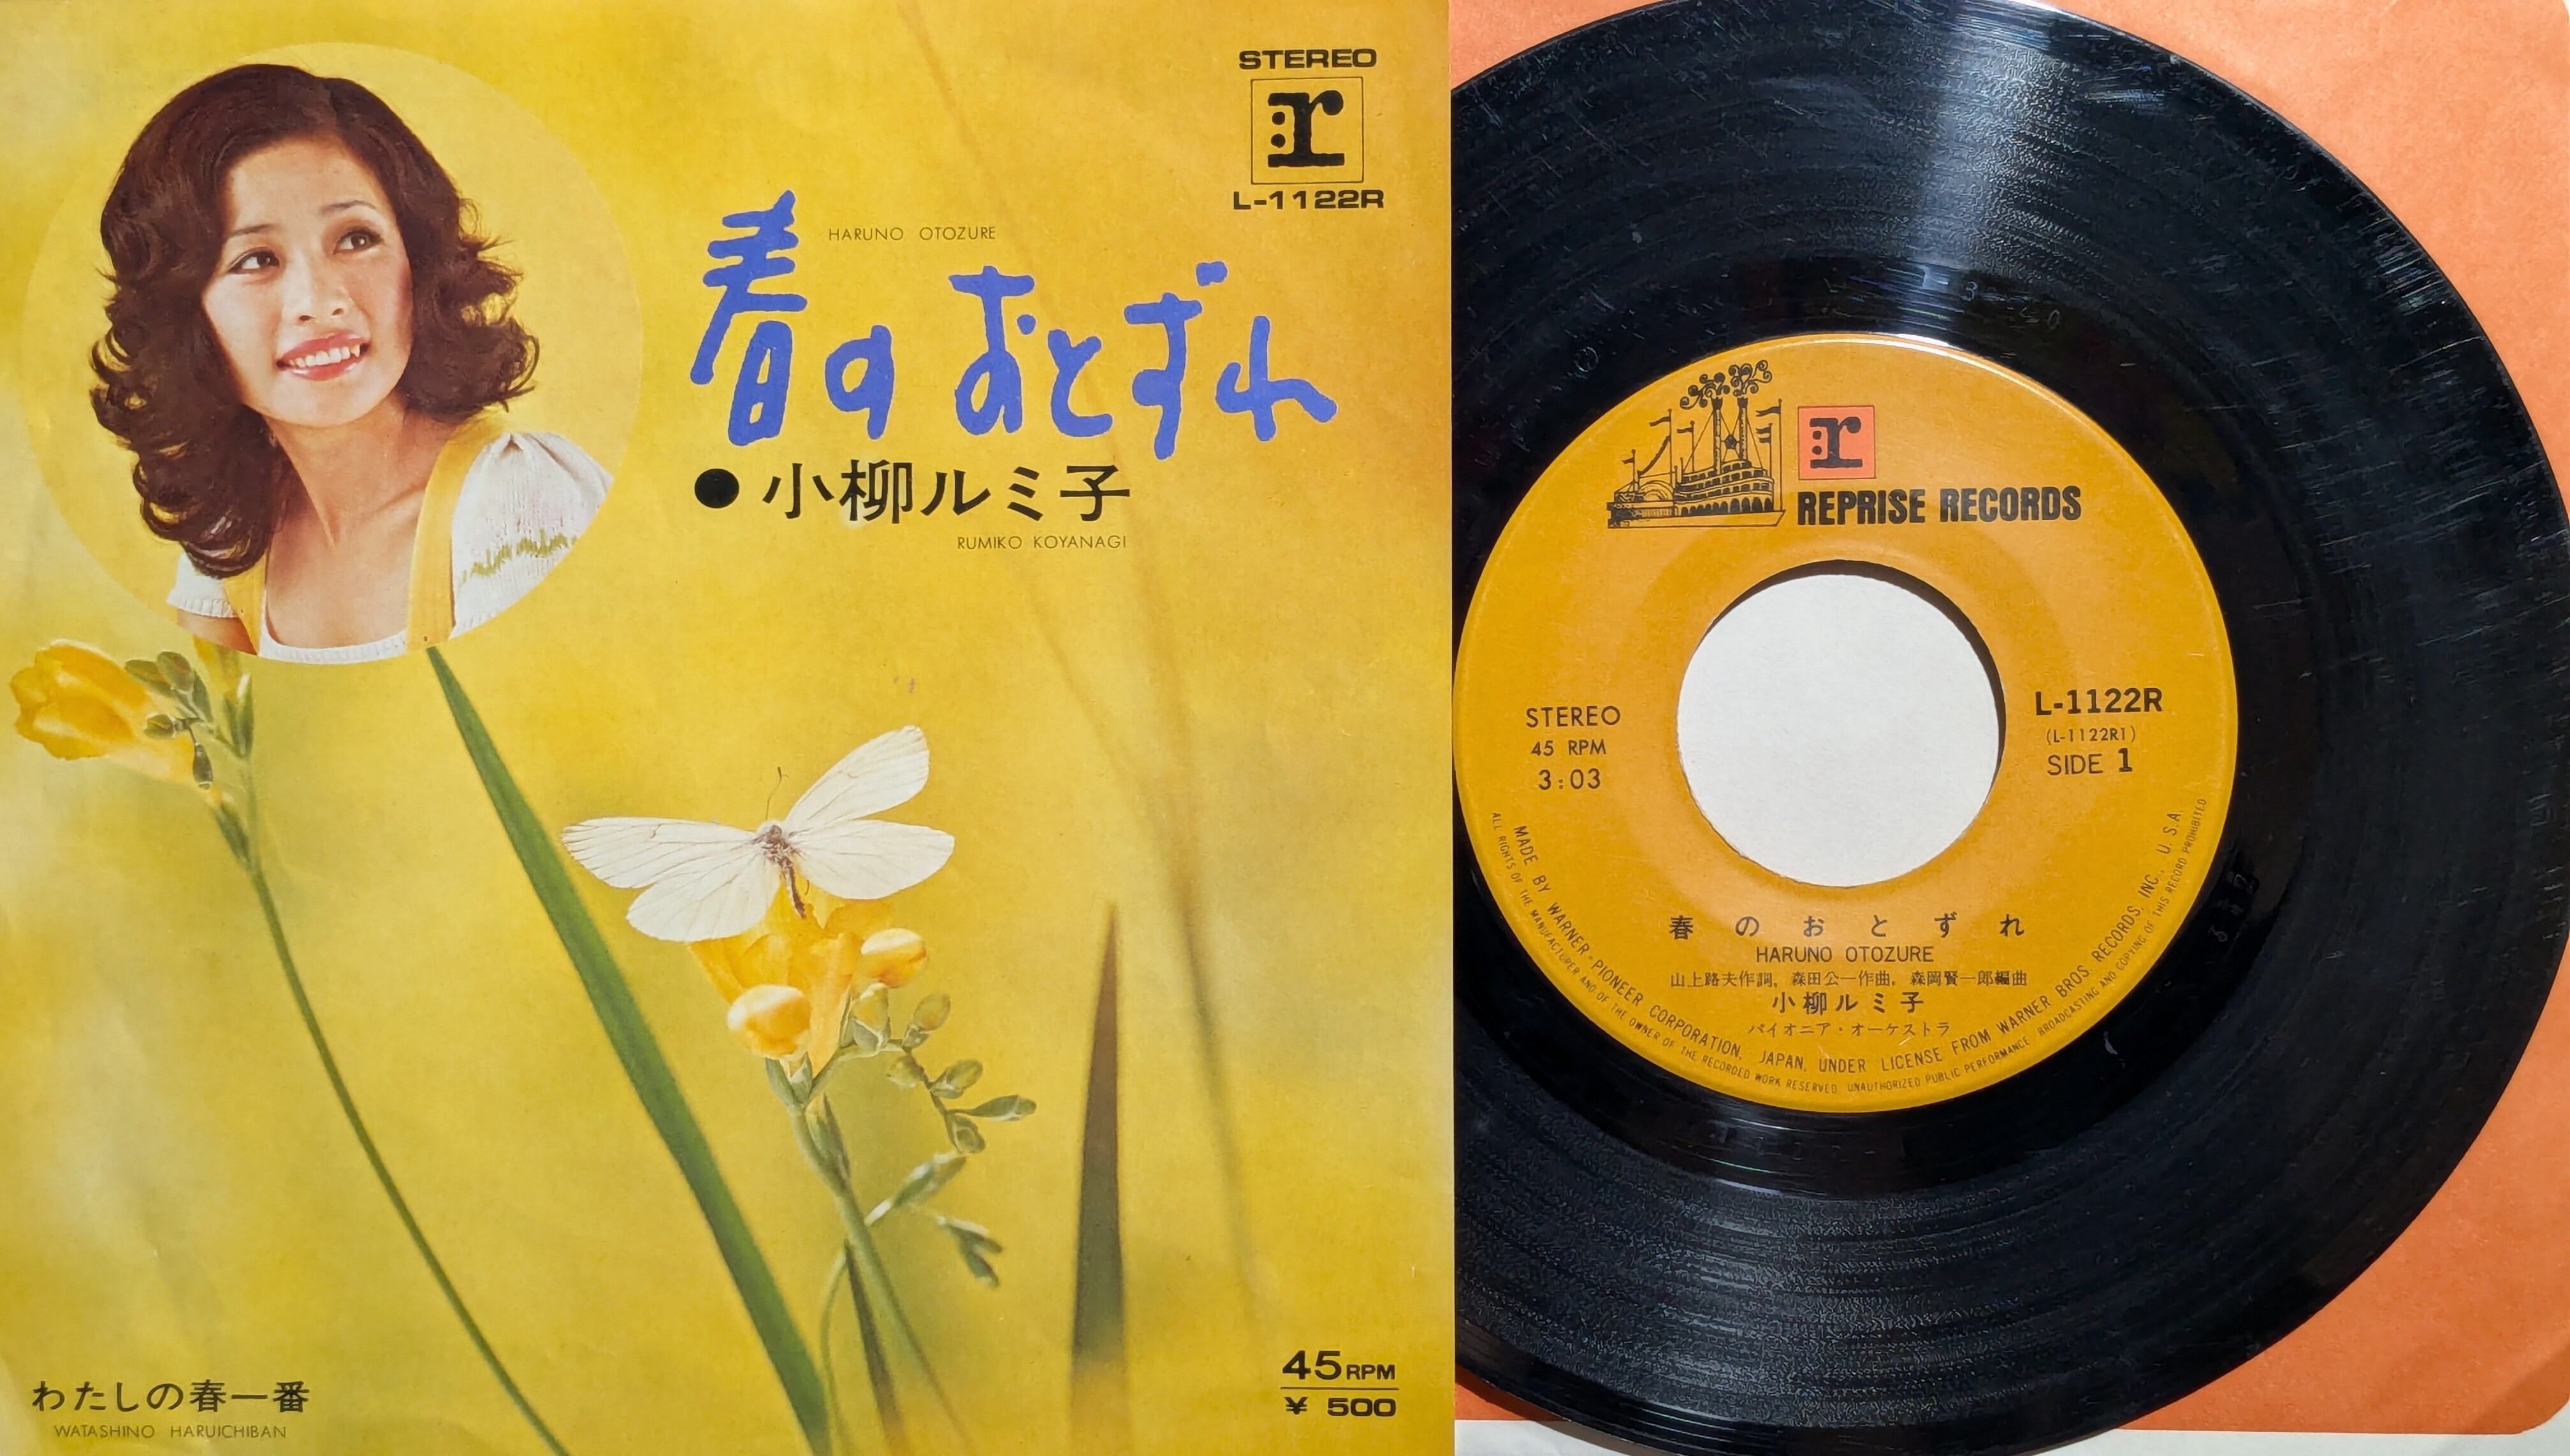 STEREO
r
L-1122R
HARUNO OTOZURE
春のおとずれ
●小柳ルミ子
RUMIKO KOYANAGI
45RPM
¥ 500
わたしの春一番
WATASHINO HARUICHIBAN
r
REPRISE RECORDS
STEREO
45 RPM
3:03
L-1122R
(L-1122R1)
SIDE 1
春のおとずれ
HARUNO OTOZURE
山上路夫作詞, 森田公一作曲, 森岡賢一郎編曲
小柳ルミ子
パイオニア・オーケストラ
MADE BY WARNER-PIONEER CORPORATION, JAPAN, UNDER LICENSE FROM WARNER BROS. RECORDS, INC., U.S.A.
ALL RIGHTS OF THE MANUFACTURER AND OF THE OWNER OF THE RECORDED WORK RESERVED. UNAUTHORIZED PUBLIC PERFORMANCE BROADCASTING AND COPYING OF THIS RECORD PROHIBITED